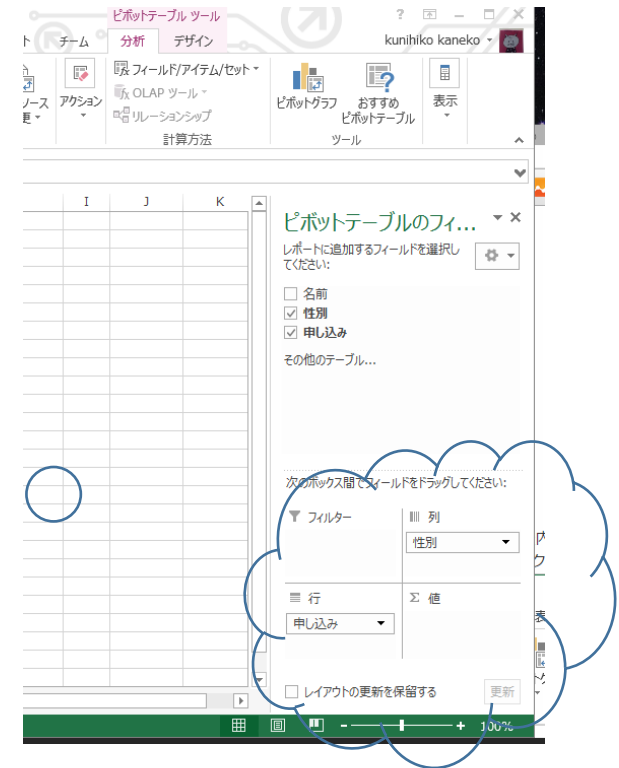 ピボットテーブル ツール
?
ト チーム 分析 デザイン
kunihiko kaneko
ソース
更
アクション
フィールド/アイテム/セット
OLAP ツール
リレーションシップ
計算方法
ピボットグラフ
おすすめ
ピボットテーブル
表示
ツール
I J K
ピボットテーブルのフィ...
レポートに追加するフィールドを選択し
てください:
名前
性別
申し込み
その他のテーブル...
次のボックス間でフィールドをドラッグしてください:
フィルター
列
性別
行
Σ 値
申し込み
レイアウトの更新を保留する
更新
- + 100%
内
ク
表